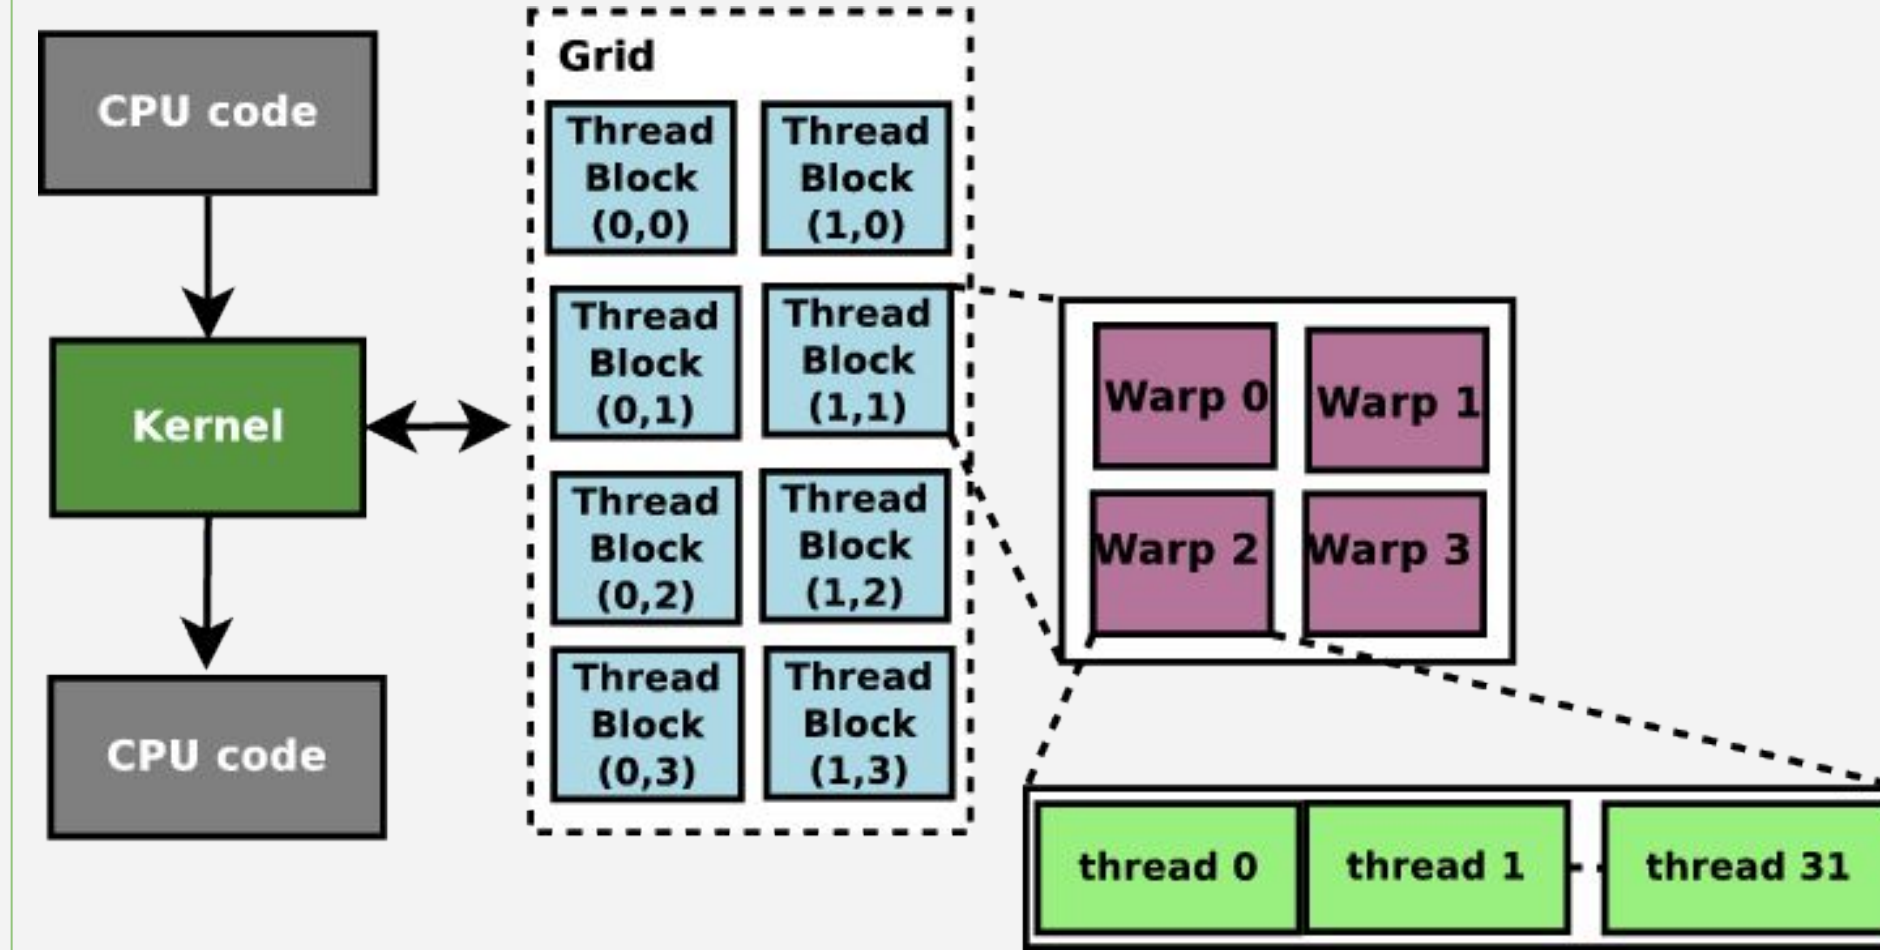 CPU code
Kernel
CPU code
Grid
Thread
Block
(0,0)
Thread
Block
(1,0)
Thread
Block
(0,1)
Thread
Block
(1,1)
Thread
Block
(0,2)
Thread
Block
(1,2)
Thread
Block
(0,3)
Thread
Block
(1,3)
Warp 0
Warp 1
Warp 2
Warp 3
thread 0
thread 1
thread 31